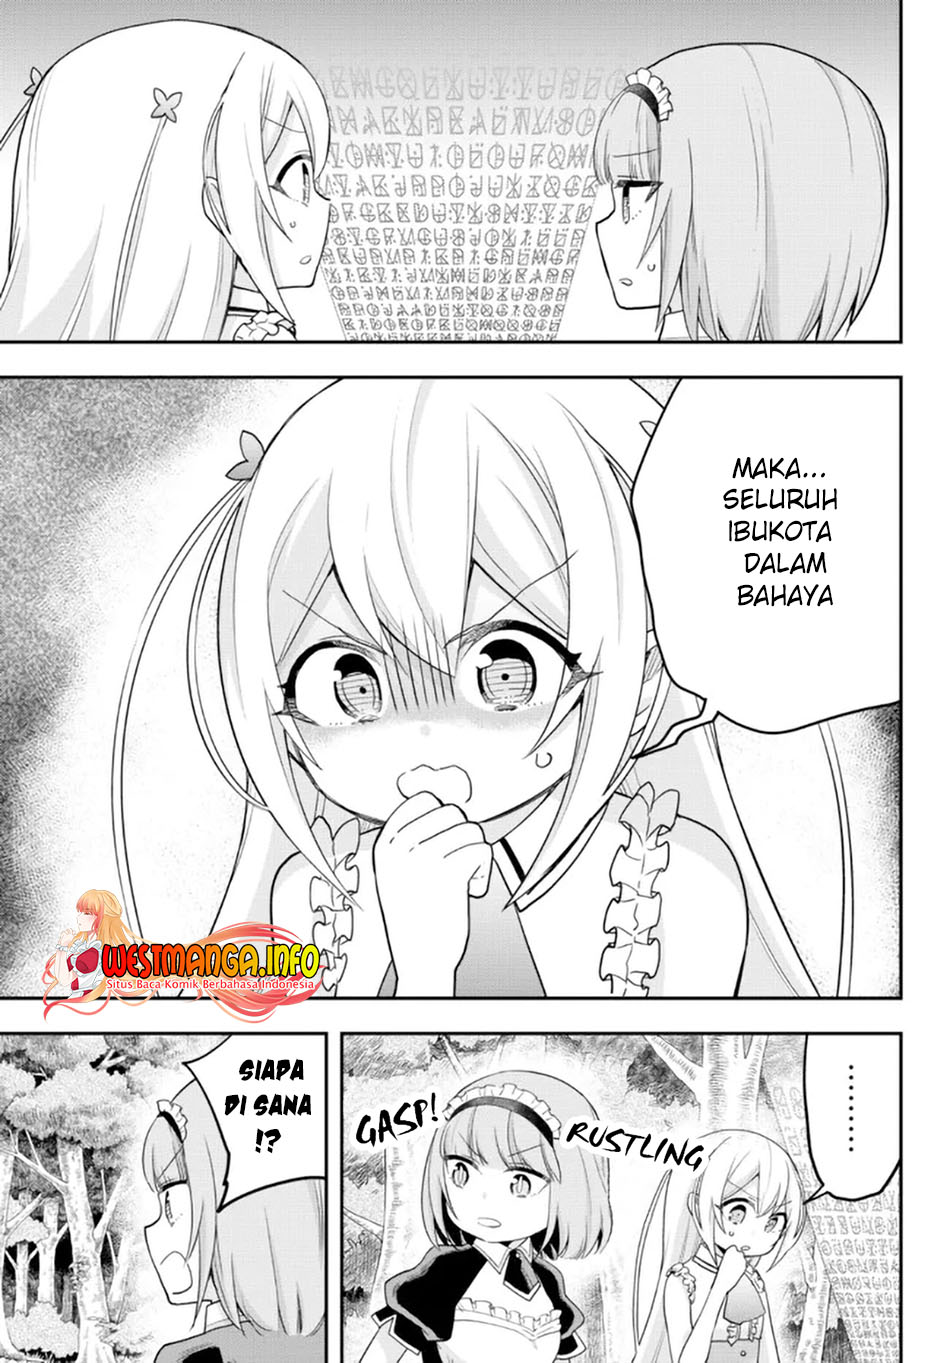 MAKA...
SELURUH
IBUKOTA
DALAM
BAHAYA
WESTMANGA.INFO
Situs Baca Komik Berbahasa Indonesia
.........
RUSTLING
GASP!
SIAPA
DI SANA
!?